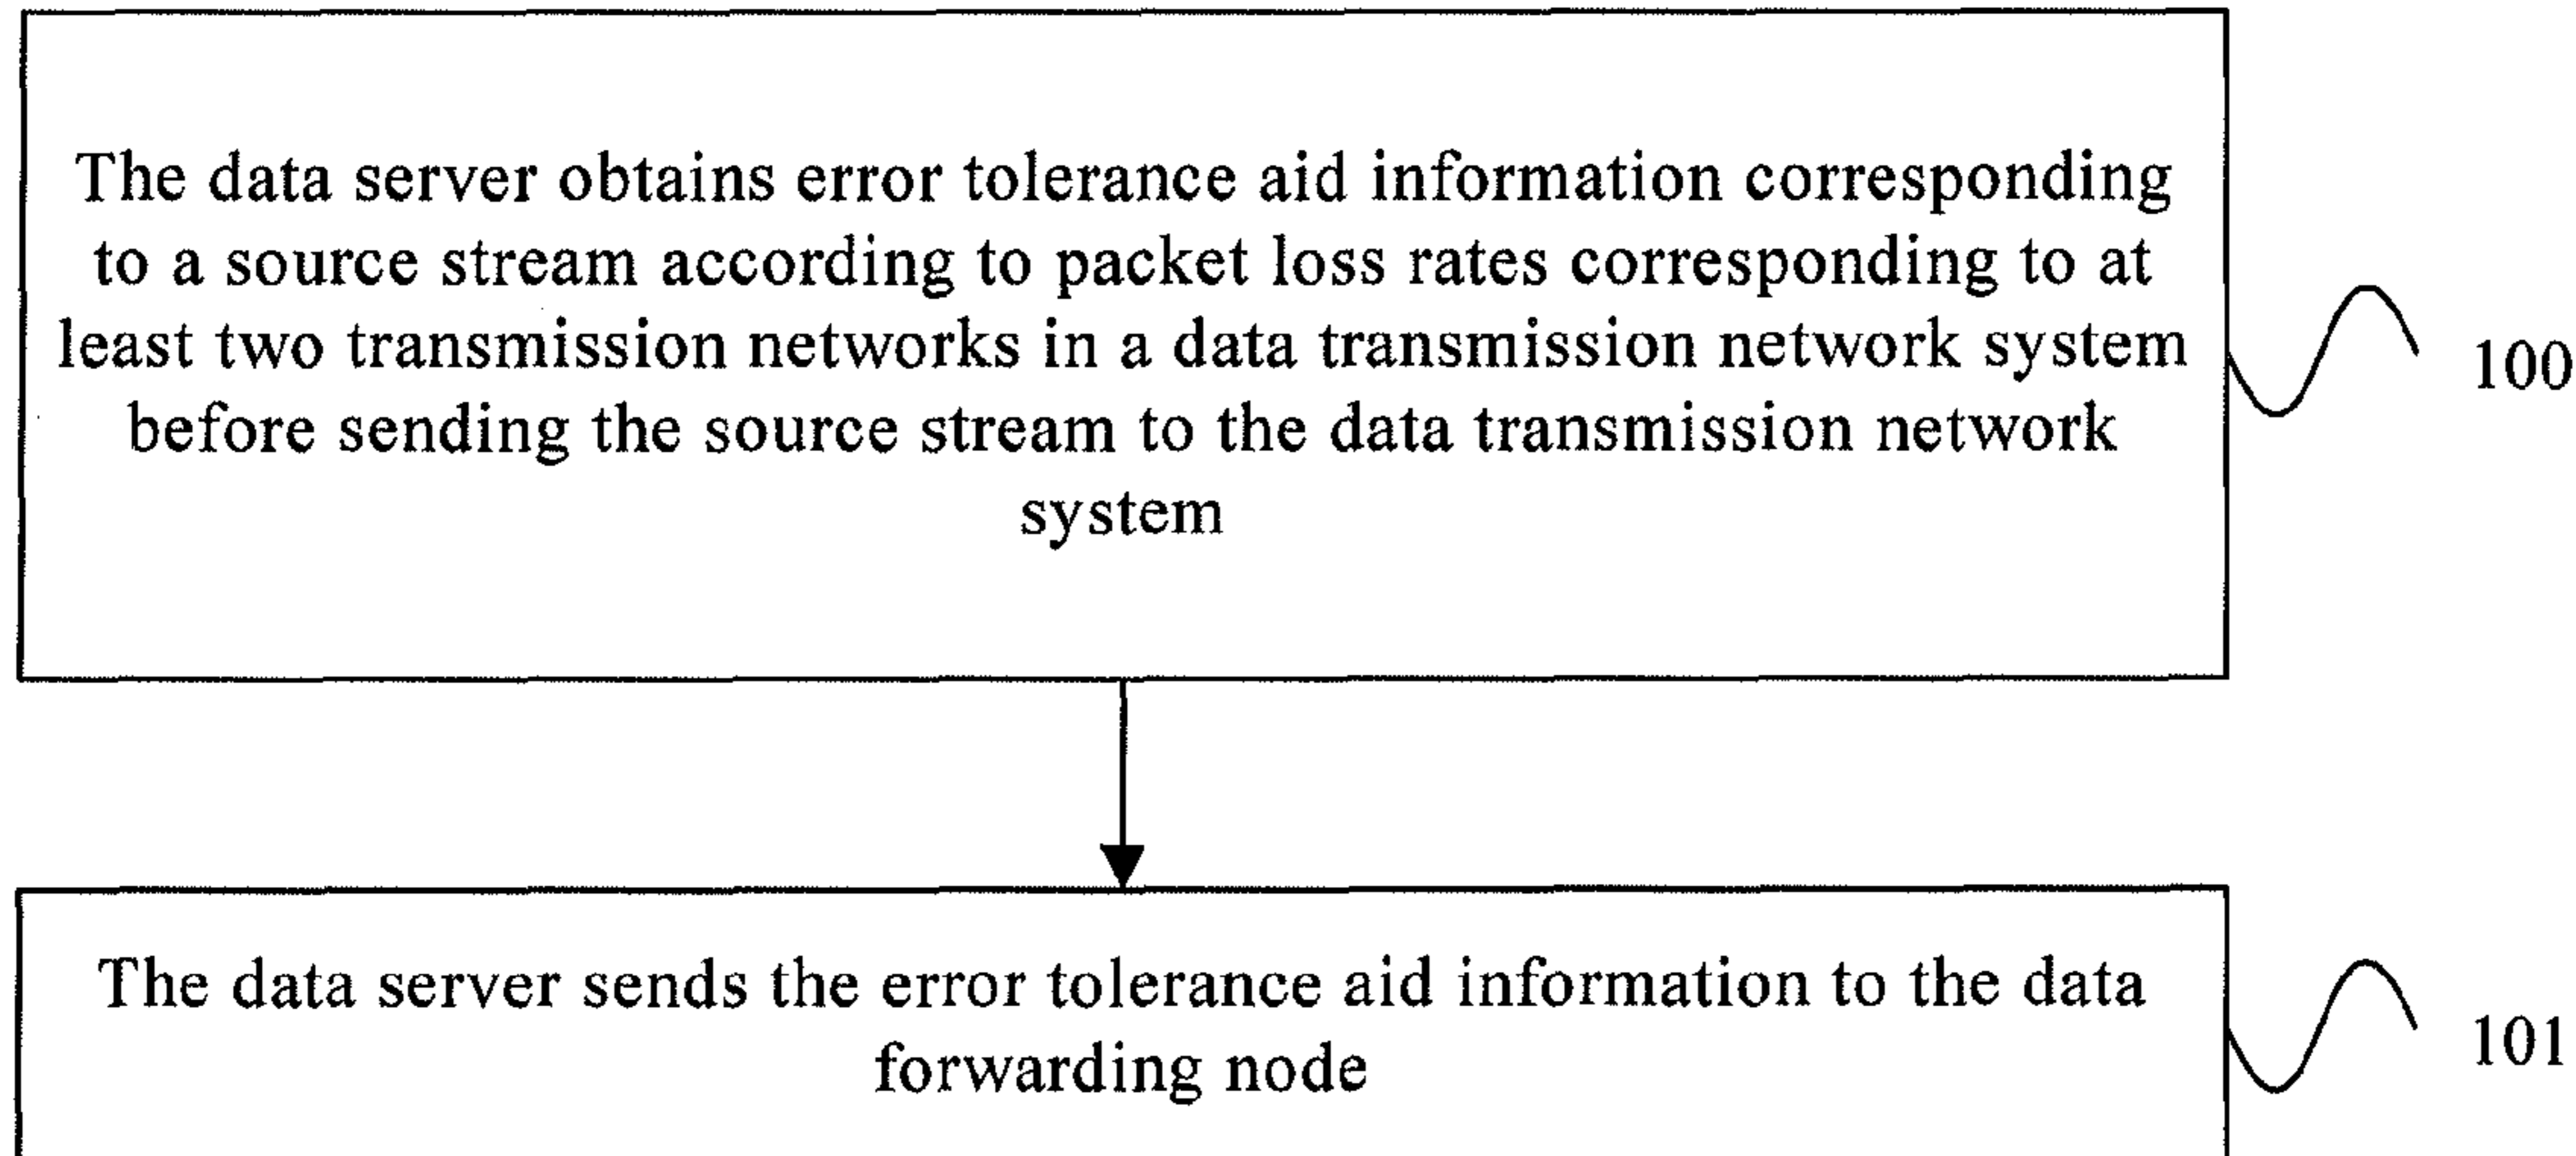 The data server obtains error tolerance aid information corresponding
to a source stream according to packet loss rates corresponding to at
least two transmission networks in a data transmission network system
before sending the source stream to the data transmission network
system
100
The data server sends the error tolerance aid information to the data
forwarding node
101